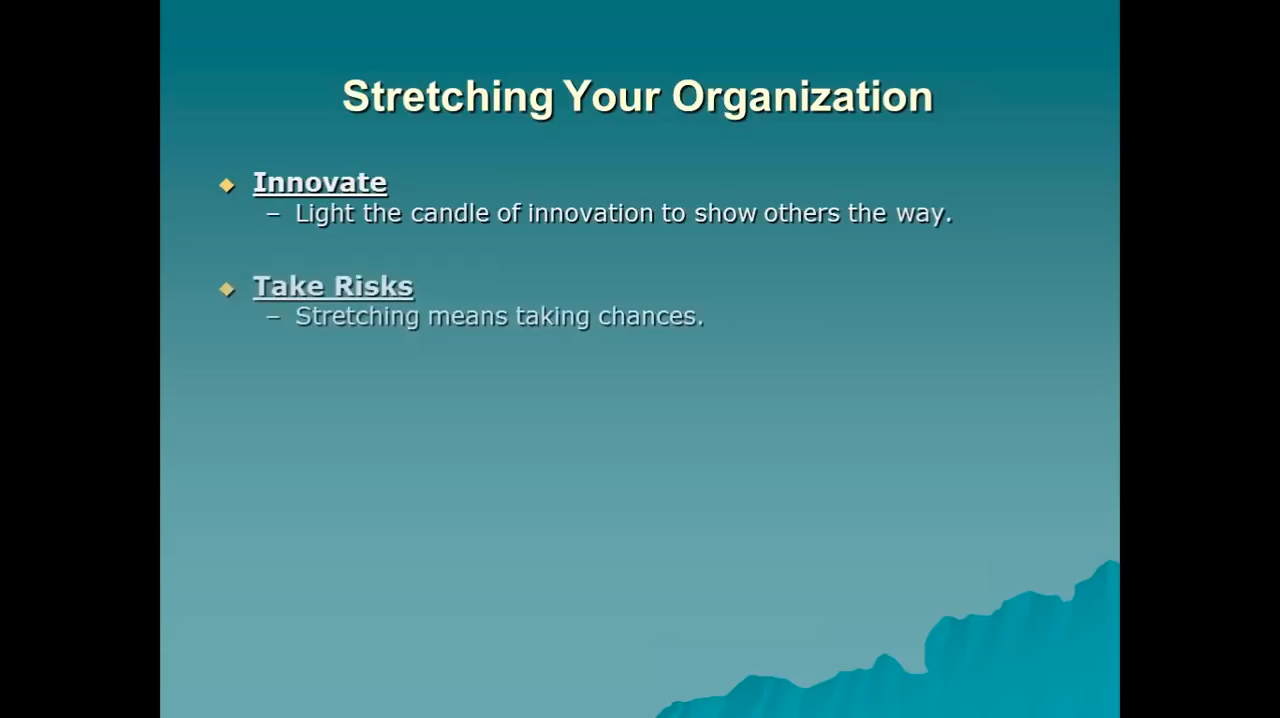 Stretching Your Organization
Innovate
– Light the candle of innovation to show others the way.
Take Risks
– Stretching means taking chances.